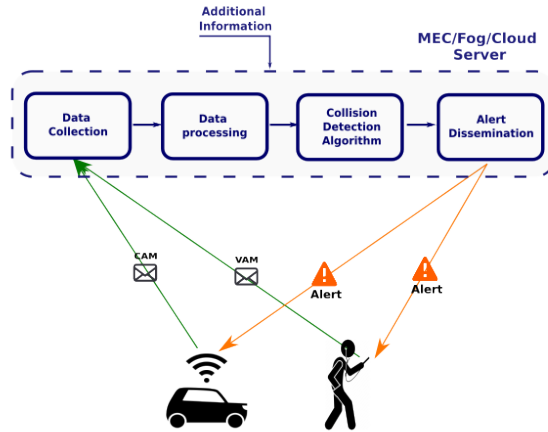 Additional
Information
MEC/Fog/Cloud
Server
Data
Collection
Data
processing
Collision
Detection
Algorithm
Alert
Dissemination
CAM
VAM
Alert
Alert